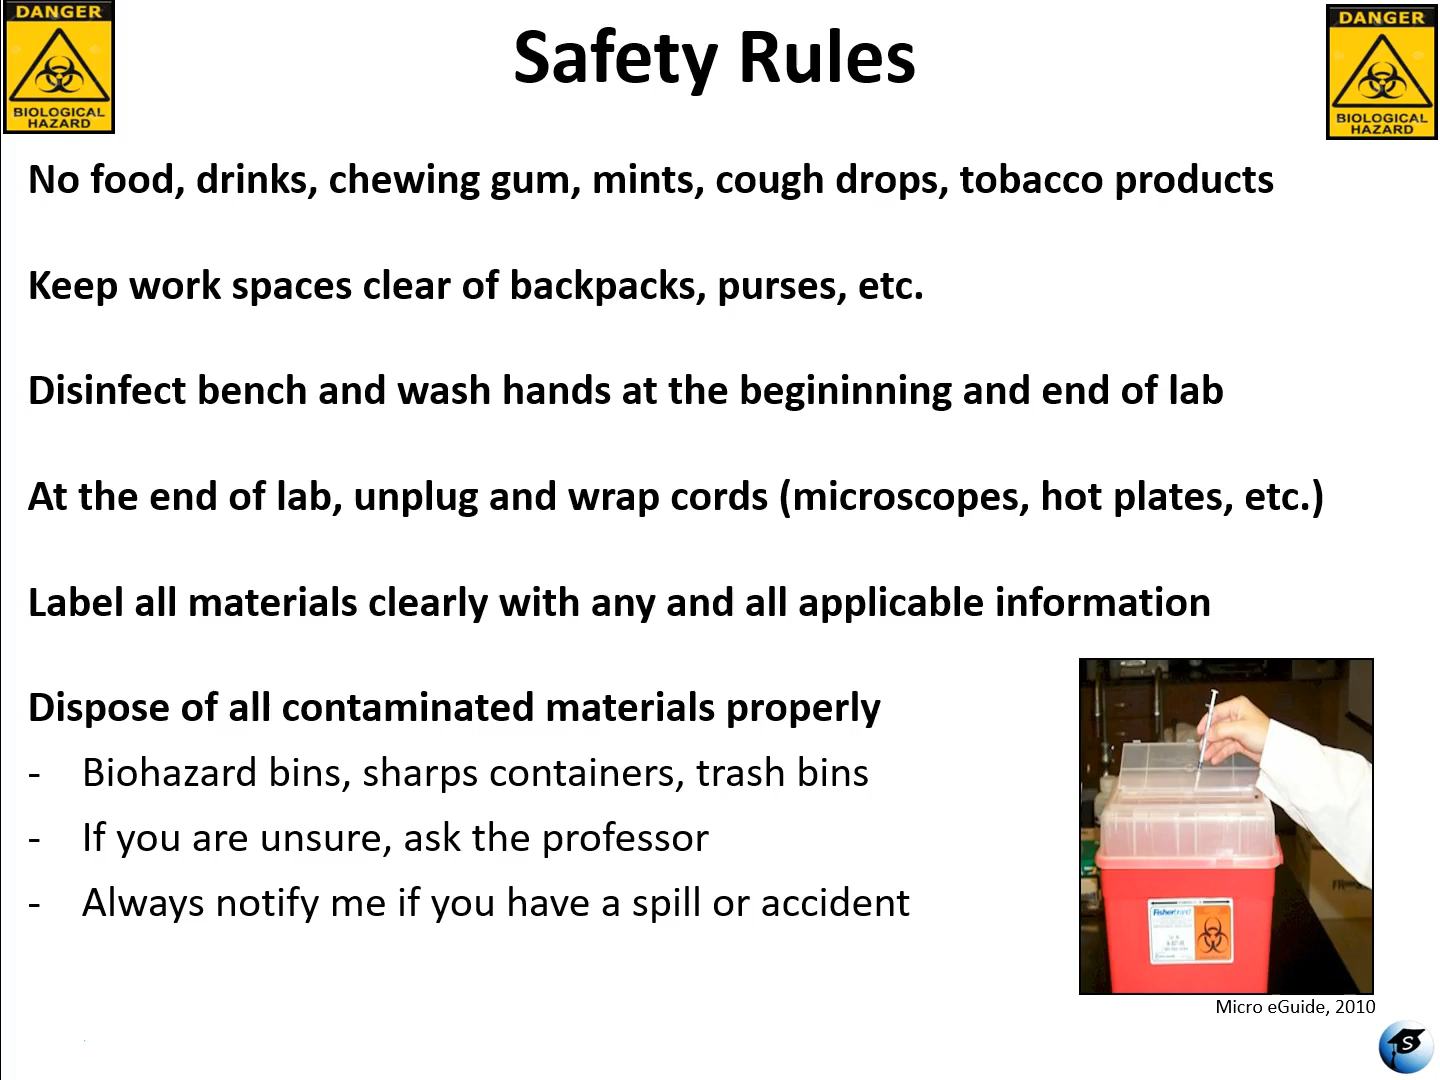 DANGER
BIOLOGICAL
HAZARD
Safety Rules
DANGER
BIOLOGICAL
HAZARD
No food, drinks, chewing gum, mints, cough drops, tobacco products
Keep work spaces clear of backpacks, purses, etc.
Disinfect bench and wash hands at the begininning and end of lab
At the end of lab, unplug and wrap cords (microscopes, hot plates, etc.)
Label all materials clearly with any and all applicable information
Dispose of all contaminated materials properly
- Biohazard bins, sharps containers, trash bins
- If you are unsure, ask the professor
- Always notify me if you have a spill or accident
Fisherbrand
Micro eGuide, 2010
S